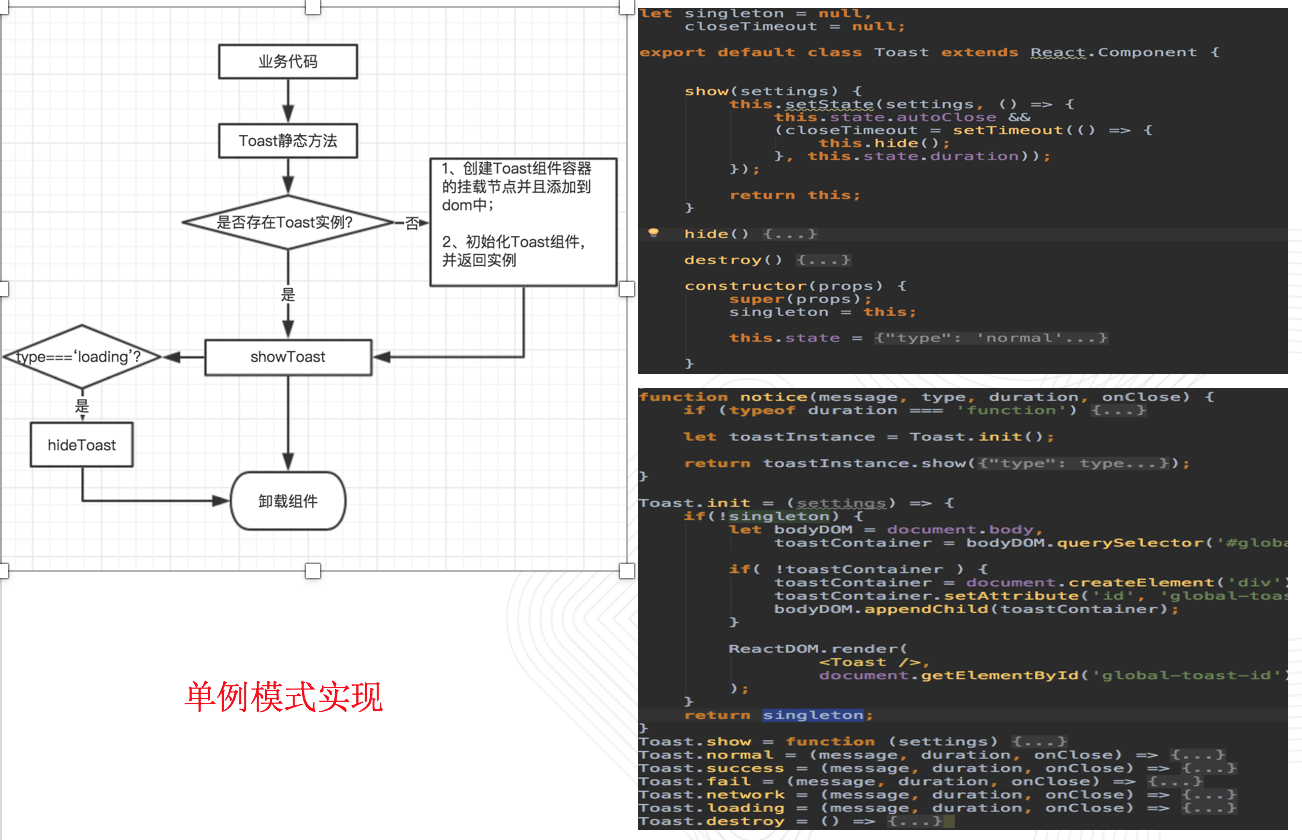 业务代码
Toast静态方法
是否存在Toast实例?
否
1、创建Toast组件容器
的挂载节点并且添加到
dom中;
2、初始化Toast组件,
并返回实例
是
showToast
type===‘loading’?
是
hideToast
卸载组件
单例模式实现
let singleton = null,
closeTimeout = null;
export default class Toast extends React.Component {
show(settings) {
this.setState(settings, () => {
this.state.autoClose &&
(closeTimeout = setTimeout(() => {
this.hide();
}, this.state.duration));
});
return this;
}
hide() {...}
destroy() {...}
constructor(props) {
super(props);
singleton = this;
this.state = {"type": 'normal'...}
}
function notice(message, type, duration, onClose) {
if (typeof duration === 'function') {...}
let toastInstance = Toast.init();
return toastInstance.show({"type": type...});
}
Toast.init = (settings) => {
if(!singleton) {
let bodyDOM = document.body,
toastContainer = bodyDOM.querySelector('#globa
if( !toastContainer ) {
toastContainer = document.createElement('div')
toastContainer.setAttribute('id', 'global-toas
bodyDOM.appendChild(toastContainer);
}
ReactDOM.render(
<Toast />,
document.getElementById('global-toast-id')
);
}
return singleton;
}
Toast.show = function (settings) {...}
Toast.normal = (message, duration, onClose) => {...}
Toast.success = (message, duration, onClose) => {...}
Toast.fail = (message, duration, onClose) => {...}
Toast.network = (message, duration, onClose) => {...}
Toast.loading = (message, duration, onClose) => {...}
Toast.destroy = () => {...}